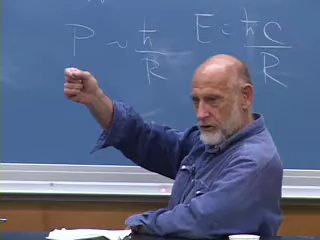 P ~ ħ/R
E = ħC/R